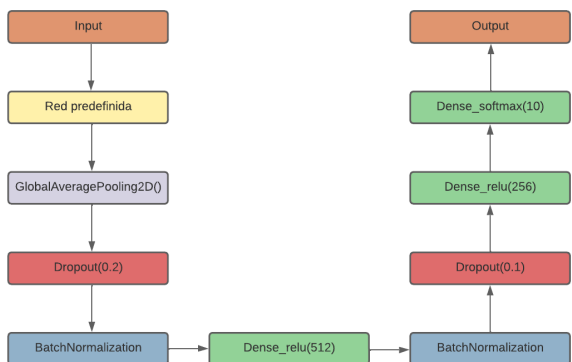 Input
Red predefinida
GlobalAveragePooling2D()
Dropout(0.2)
BatchNormalization
Dense_relu(512)
BatchNormalization
Dropout(0.1)
Dense_relu(256)
Dense_softmax(10)
Output